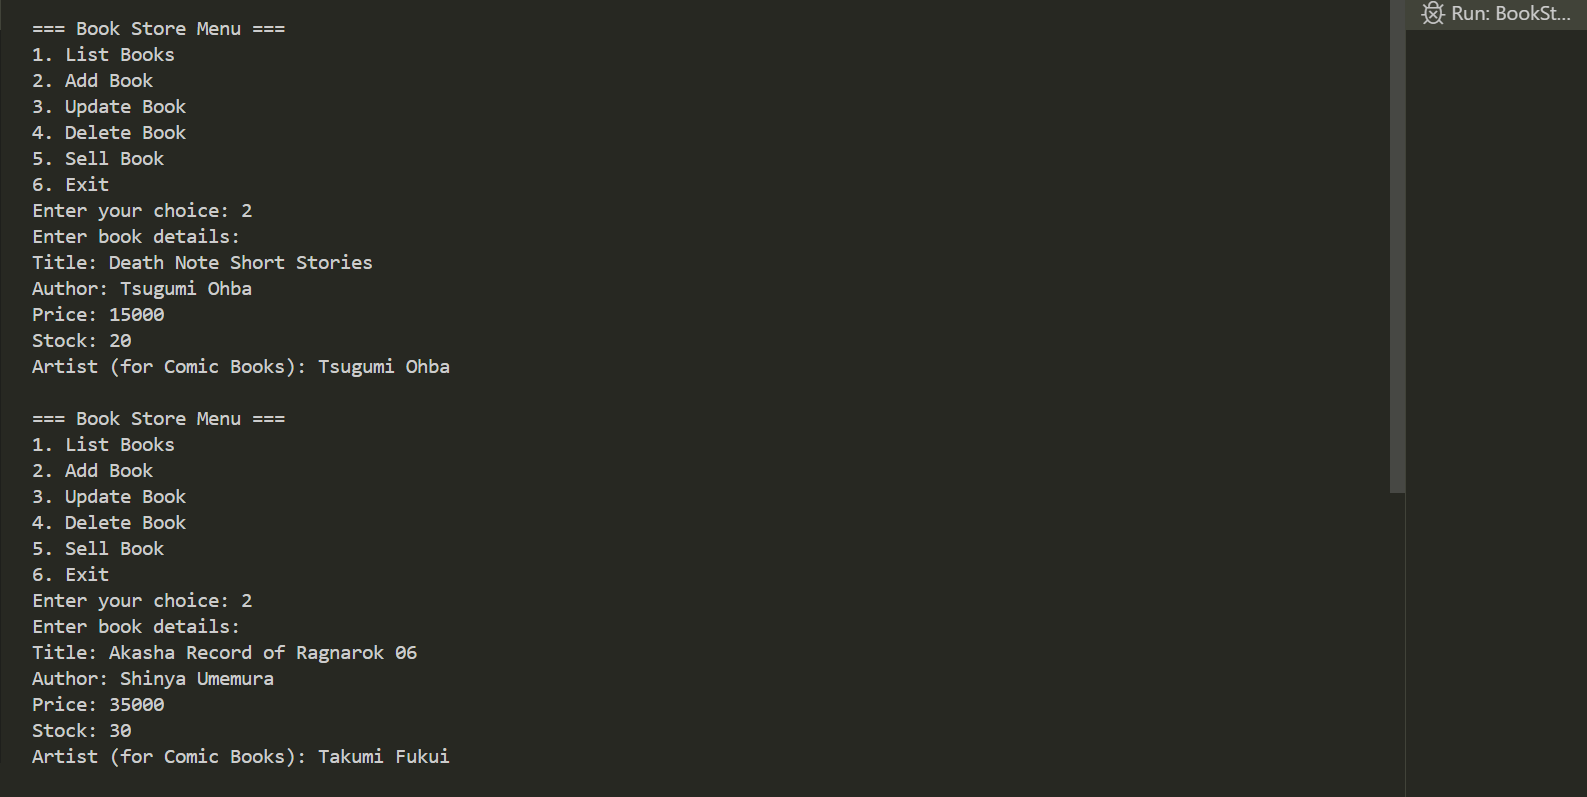 === Book Store Menu ===
1. List Books
2. Add Book
3. Update Book
4. Delete Book
5. Sell Book
6. Exit
Enter your choice: 2
Enter book details:
Title: Death Note Short Stories
Author: Tsugumi Ohba
Price: 15000
Stock: 20
Artist (for Comic Books): Tsugumi Ohba

=== Book Store Menu ===
1. List Books
2. Add Book
3. Update Book
4. Delete Book
5. Sell Book
6. Exit
Enter your choice: 2
Enter book details:
Title: Akasha Record of Ragnarok 06
Author: Shinya Umemura
Price: 35000
Stock: 30
Artist (for Comic Books): Takumi Fukui
Run: BookSt...